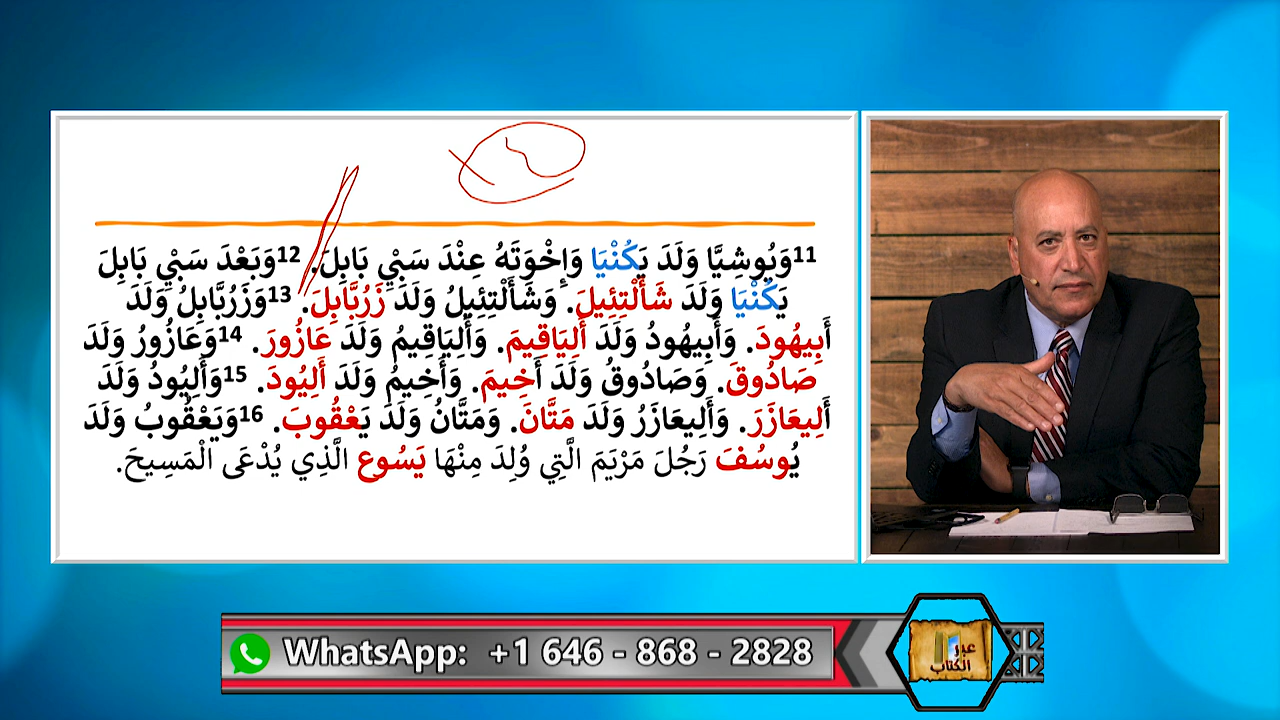 11وَيُوشِيَّا وَلَدَ يَكُنْيَا وَإِخْوَتَهُ عِنْدَ سَبْيِ بَابِلَ. 12وَبَعْدَ سَبْيِ بَابِلَ
يَكُنْيَا وَلَدَ شَأَلْتِئِيلَ. وَشَأَلْتِئِيلُ وَلَدَ زَرُبَّابِلَ. 13وَزَرُبَّابِلُ وَلَدَ
أَبِيهُودَ. وَأَبِيهُودُ وَلَدَ أَلِيَاقِيمَ. وَأَلِيَاقِيمُ وَلَدَ عَازُورَ. 14وَعَازُورُ وَلَدَ
صَادُوقَ. وَصَادُوقُ وَلَدَ أَخِيمَ. وَأَخِيمُ وَلَدَ أَلِيُودَ. 15وَأَلِيُودُ وَلَدَ
أَلِيعَازَرَ. وَأَلِيعَازَرُ وَلَدَ مَتَّانَ. وَمَتَّانُ وَلَدَ يَعْقُوبَ. 16وَيَعْقُوبُ وَلَدَ
يُوسُفَ رَجُلَ مَرْيَمَ الَّتِي وُلِدَ مِنْهَا يَسُوع الَّذِي يُدْعَى الْمَسِيحَ.
WhatsApp: +1 646 - 868 - 2828
عبر
الكتاب